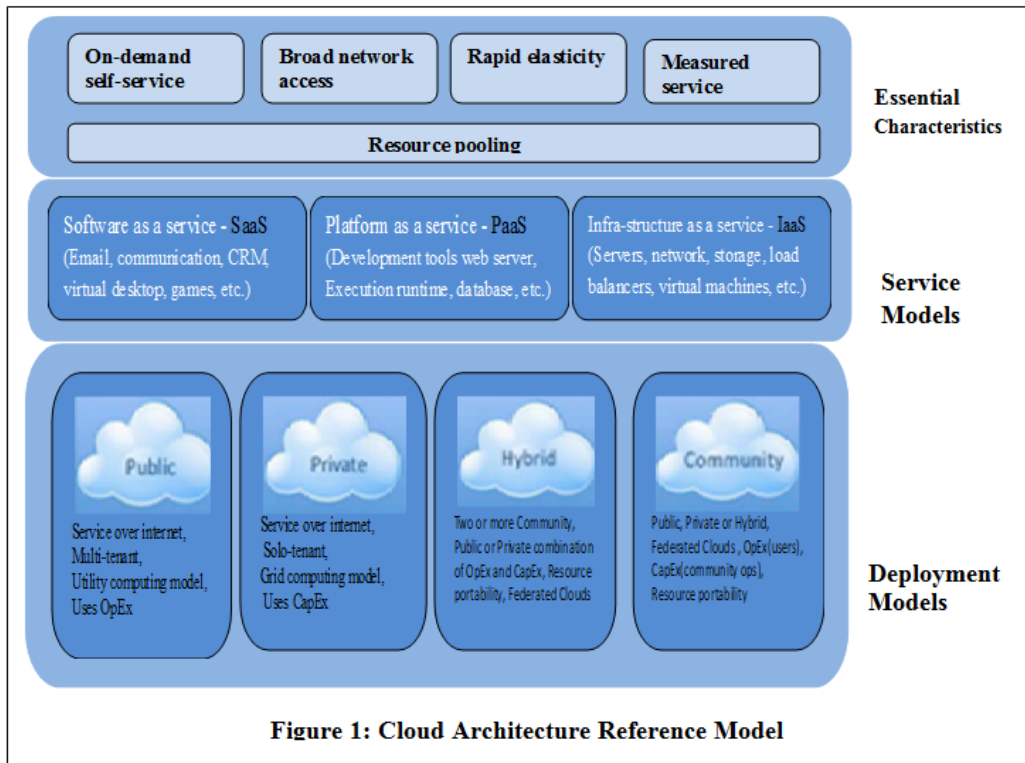 On-demand
self-service
Broad network
access
Rapid elasticity
Measured
service
Resource pooling
Essential
Characteristics
Software as a service - SaaS
(Email, communication, CRM,
virtual desktop, games, etc.)
Platform as a service - PaaS
(Development tools web server,
Execution runtime, database, etc.)
Infra-structure as a service - IaaS
(Servers, network, storage, load
balancers, virtual machines, etc.)
Service
Models
Public
Service over internet,
Multi-tenant,
Utility computing model,
Uses OpEx
Private
Service over internet,
Solo-tenant,
Grid computing model,
Uses CapEx
Hybrid
Two or more Community,
Public or Private combination
of OpEx and CapEx, Resource
portability, Federated Clouds
Community
Public, Private or Hybrid,
Federated Clouds , OpEx(users),
CapEx(community ops),
Resource portability
Deployment
Models
Figure 1: Cloud Architecture Reference Model